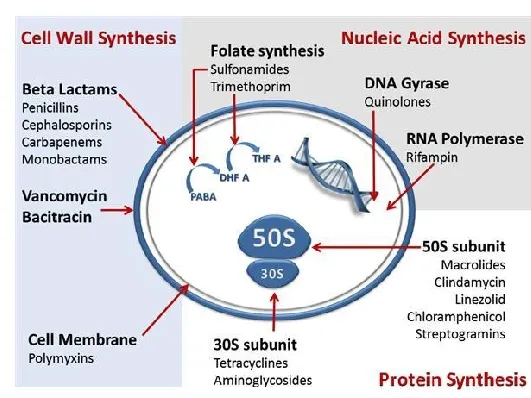 Cell Wall Synthesis
Beta Lactams
Penicillins
Cephalosporins
Carbapenems
Monobactams
Vancomycin
Bacitracin
Cell Membrane
Polymyxins
Folate synthesis
Sulfonamides
Trimethoprim
PABA
DHF A
THF A
Nucleic Acid Synthesis
DNA Gyrase
Quinolones
RNA Polymerase
Rifampin
50S
30S
50S subunit
Macrolides
Clindamycin
Linezolid
Chloramphenicol
Streptogramins
30S subunit
Tetracyclines
Aminoglycosides
Protein Synthesis